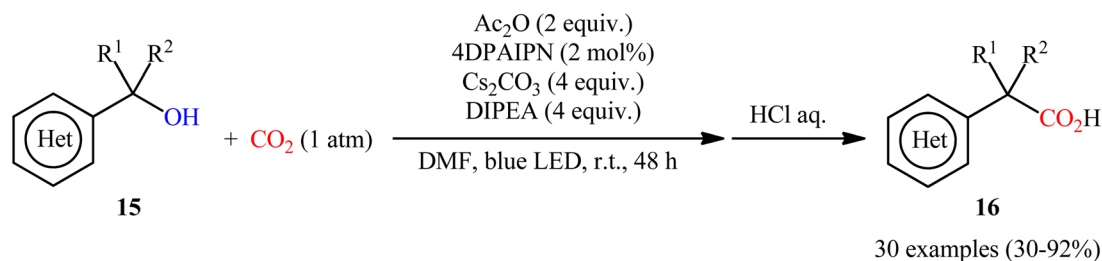 Ac₂O (2 equiv.)
4DPAIPN (2 mol%)
Cs₂CO₃ (4 equiv.)
DIPEA (4 equiv.)
R¹ R²
OH
Het
+ CO₂ (1 atm)
DMF, blue LED, r.t., 48 h
HCl aq.
R¹ R²
CO₂H
Het
15
16
30 examples (30-92%)